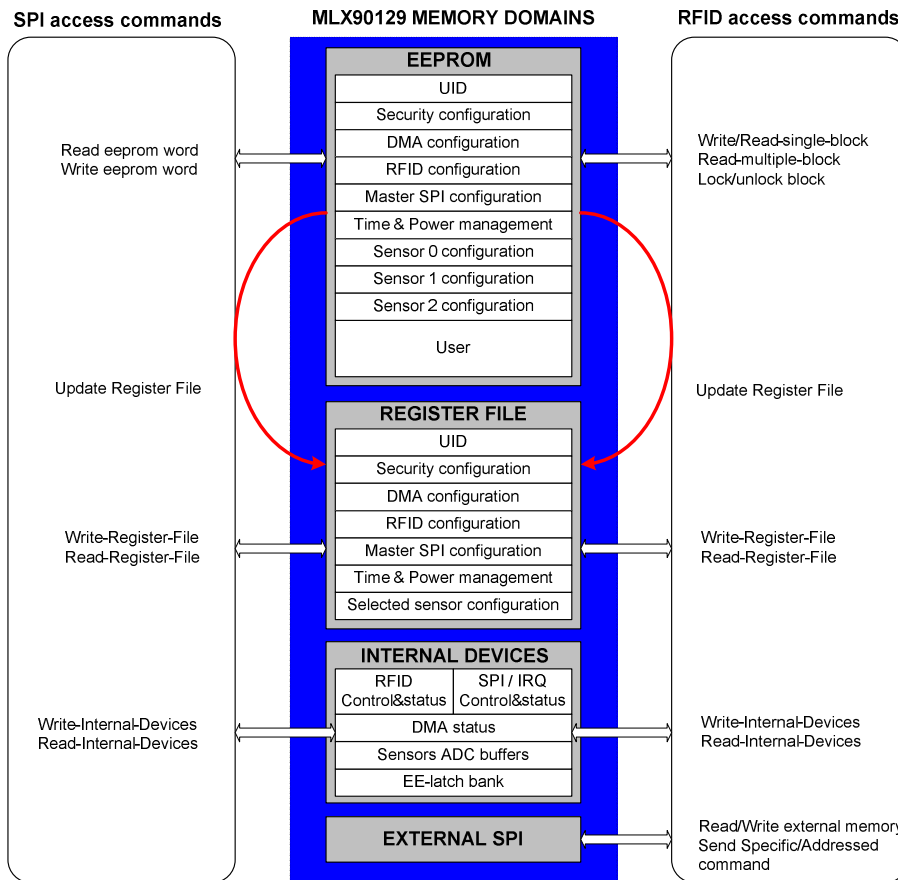 SPI access commands
MLX90129 MEMORY DOMAINS
RFID access commands
EEPROM
UID
Security configuration
DMA configuration
RFID configuration
Master SPI configuration
Time & Power management
Sensor 0 configuration
Sensor 1 configuration
Sensor 2 configuration
User
Read eeprom word
Write eeprom word
Write/Read-single-block
Read-multiple-block
Lock/unlock block
Update Register File
Update Register File
REGISTER FILE
UID
Security configuration
DMA configuration
RFID configuration
Master SPI configuration
Time & Power management
Selected sensor configuration
Write-Register-File
Read-Register-File
Write-Register-File
Read-Register-File
INTERNAL DEVICES
RFID
Control&status
SPI / IRQ
Control&status
DMA status
Sensors ADC buffers
EE-latch bank
Write-Internal-Devices
Read-Internal-Devices
Write-Internal-Devices
Read-Internal-Devices
EXTERNAL SPI
Read/Write external memory
Send Specific/Addressed
command